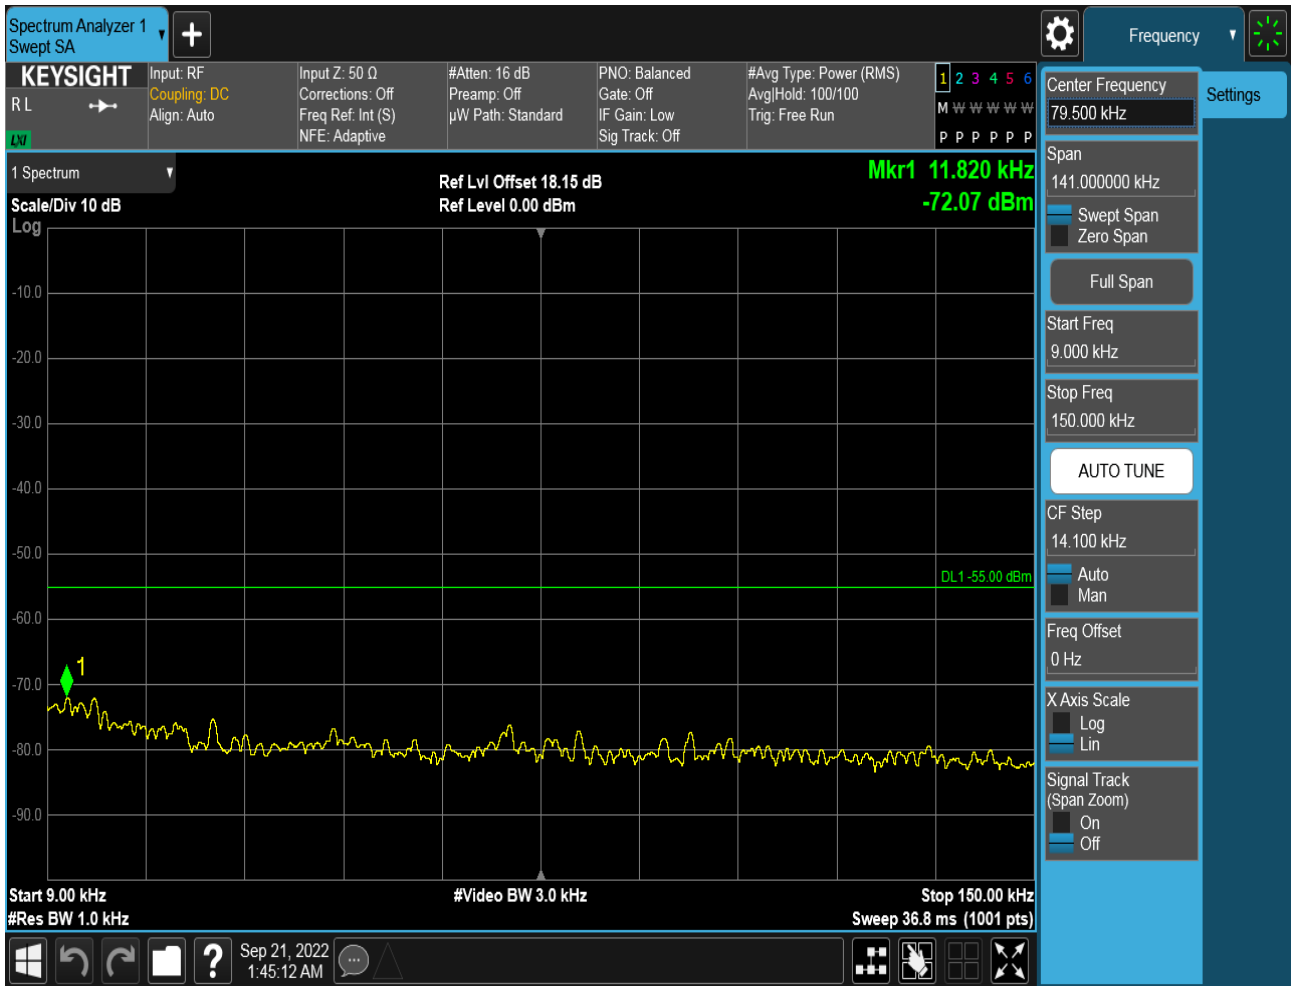 Spectrum Analyzer 1
Swept SA
Frequency
KEYSIGHT
R L
LXI
Input: RF
Coupling: DC
Align: Auto
Input Z: 50 Ω
Corrections: Off
Freq Ref: Int (S)
NFE: Adaptive
#Atten: 16 dB
Preamp: Off
µW Path: Standard
PNO: Balanced
Gate: Off
IF Gain: Low
Sig Track: Off
#Avg Type: Power (RMS)
Avg|Hold: 100/100
Trig: Free Run
1 2 3 4 5 6
M W W W W W
P P P P P P
1 Spectrum
Scale/Div 10 dB
Log
Ref Lvl Offset 18.15 dB
Ref Level 0.00 dBm
Mkr1 11.820 kHz
-72.07 dBm
-10.0
-20.0
-30.0
-40.0
-50.0
DL1 -55.00 dBm
-60.0
1
-70.0
-80.0
-90.0
Start 9.00 kHz
#Res BW 1.0 kHz
#Video BW 3.0 kHz
Stop 150.00 kHz
Sweep 36.8 ms (1001 pts)
Center Frequency
79.500 kHz
Settings
Span
141.000000 kHz
Swept Span
Zero Span
Full Span
Start Freq
9.000 kHz
Stop Freq
150.000 kHz
AUTO TUNE
CF Step
14.100 kHz
Auto
Man
Freq Offset
0 Hz
X Axis Scale
Log
Lin
Signal Track
(Span Zoom)
On
Off
?
Sep 21, 2022
1:45:12 AM